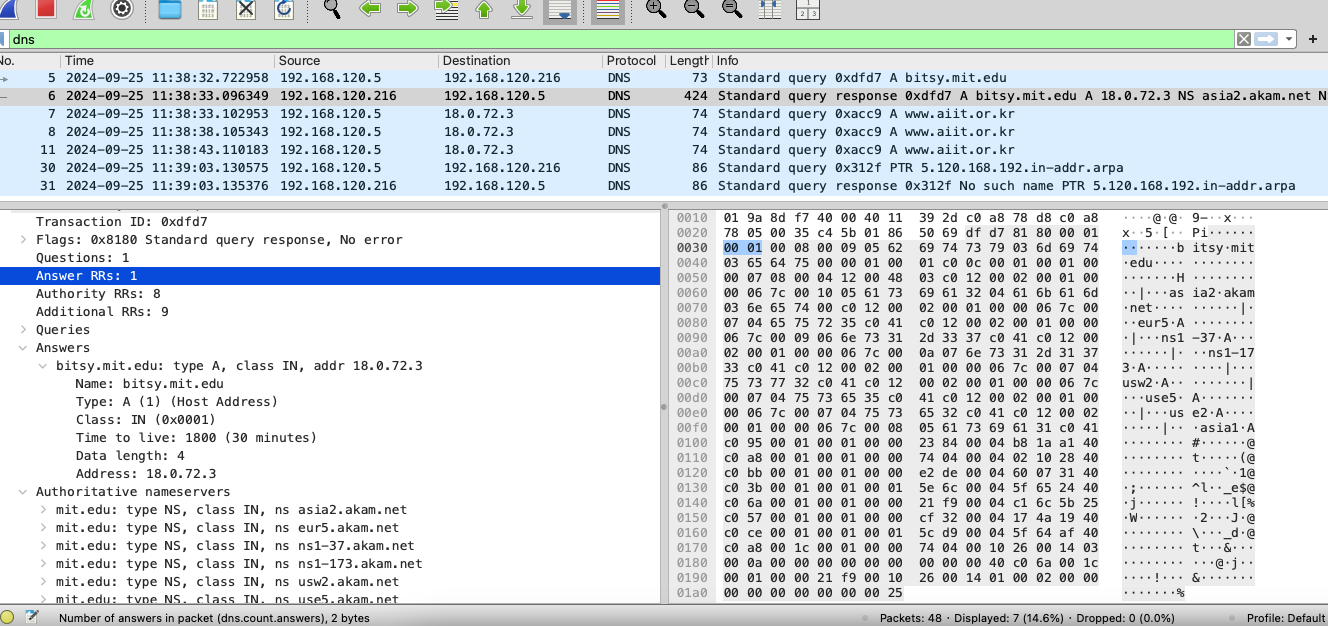 dns
No. Time Source Destination Protocol Length Info
5 2024-09-25 11:38:32.722958 192.168.120.5 192.168.120.216 DNS 73 Standard query 0xdfd7 A bitsy.mit.edu
6 2024-09-25 11:38:33.096349 192.168.120.216 192.168.120.5 DNS 424 Standard query response 0xdfd7 A bitsy.mit.edu A 18.0.72.3 NS asia2.akam.net N
7 2024-09-25 11:38:33.102953 192.168.120.5 18.0.72.3 DNS 74 Standard query 0xacc9 A www.aiit.or.kr
8 2024-09-25 11:38:38.105343 192.168.120.5 18.0.72.3 DNS 74 Standard query 0xacc9 A www.aiit.or.kr
11 2024-09-25 11:38:43.110183 192.168.120.5 18.0.72.3 DNS 74 Standard query 0xacc9 A www.aiit.or.kr
30 2024-09-25 11:39:03.130575 192.168.120.5 192.168.120.216 DNS 86 Standard query 0x312f PTR 5.120.168.192.in-addr.arpa
31 2024-09-25 11:39:03.135376 192.168.120.216 192.168.120.5 DNS 86 Standard query response 0x312f No such name PTR 5.120.168.192.in-addr.arpa
Transaction ID: 0xdfd7
Flags: 0x8180 Standard query response, No error
Questions: 1
Answer RRs: 1
Authority RRs: 8
Additional RRs: 9
Queries
Answers
bitsy.mit.edu: type A, class IN, addr 18.0.72.3
Name: bitsy.mit.edu
Type: A (1) (Host Address)
Class: IN (0x0001)
Time to live: 1800 (30 minutes)
Data length: 4
Address: 18.0.72.3
Authoritative nameservers
mit.edu: type NS, class IN, ns asia2.akam.net
mit.edu: type NS, class IN, ns eur5.akam.net
mit.edu: type NS, class IN, ns ns1-37.akam.net
mit.edu: type NS, class IN, ns ns1-173.akam.net
mit.edu: type NS, class IN, ns usw2.akam.net
mit.edu: type NS, class IN, ns use5.akam.net
0010 01 9a 8d f7 40 00 40 11 39 2d c0 a8 78 d8 c0 a8 ····@·@· 9-··x···
0020 78 05 00 35 c4 5b 01 86 50 69 df d7 81 80 00 01 x··5·[·· Pi······
0030 00 01 00 08 00 09 05 62 69 74 73 79 03 6d 69 74 ·······b itsy·mit
0040 03 65 64 75 00 00 01 00 01 c0 0c 00 01 00 01 00 ·edu···· ········
0050 00 07 08 00 04 12 00 48 03 c0 12 00 02 00 01 00 ·······H ········
0060 00 06 7c 00 10 05 61 73 69 61 32 04 61 6b 61 6d ··|···as ia2·akam
0070 03 6e 65 74 00 c0 12 00 02 00 01 00 00 06 7c 00 ·net···· ······|·
0080 07 04 65 75 72 35 c0 41 c0 12 00 02 00 01 00 00 ··eur5·A ········
0090 06 7c 00 09 06 6e 73 31 2d 33 37 c0 41 c0 12 00 ·|···ns1 -37·A···
00a0 02 00 01 00 00 06 7c 00 0a 07 6e 73 31 2d 31 37 ······|· ··ns1-17
00b0 33 c0 41 c0 12 00 02 00 01 00 00 06 7c 00 07 04 3·A····· ····|···
00c0 75 73 77 32 c0 41 c0 12 00 02 00 01 00 00 06 7c usw2·A·· ·······|
00d0 00 07 04 75 73 65 35 c0 41 c0 12 00 02 00 01 00 ···use5· A·······
00e0 00 06 7c 00 07 04 75 73 65 32 c0 41 c0 12 00 02 ··|···us e2·A····
00f0 00 01 00 00 06 7c 00 08 05 61 73 69 61 31 c0 41 ·····|·· ·asia1·A
0100 c0 95 00 01 00 01 00 00 23 84 00 04 b8 1a a1 40 ········ #······@
0110 c0 a8 00 01 00 01 00 00 74 04 00 04 02 10 28 40 ········ t·····(@
0120 c0 bb 00 01 00 01 00 00 e2 de 00 04 60 07 31 40 ········ ····`·1@
0130 c0 3b 00 01 00 01 00 01 5e 6c 00 04 5f 65 24 40 ·;······ ^l··_e$@
0140 c0 6a 00 01 00 01 00 00 21 f9 00 04 c1 6c 5b 25 ·j······ !····l[%
0150 c0 57 00 01 00 01 00 00 cf 32 00 04 17 4a 19 40 ·W······ ·2···J·@
0160 c0 ce 00 01 00 01 00 01 5c d9 00 04 5f 64 af 40 ········ \···_d·@
0170 c0 a8 00 1c 00 01 00 00 74 04 00 10 26 00 14 03 ········ t···&···
0180 00 0a 00 00 00 00 00 00 00 00 00 40 c0 6a 00 1c ········ ···@·j··
0190 00 01 00 00 21 f9 00 10 26 00 14 01 00 02 00 00 ····!··· &·······
01a0 00 00 00 00 00 00 00 25 ·······%
Number of answers in packet (dns.count.answers), 2 bytes
Packets: 48 · Displayed: 7 (14.6%) · Dropped: 0 (0.0%)
Profile: Default